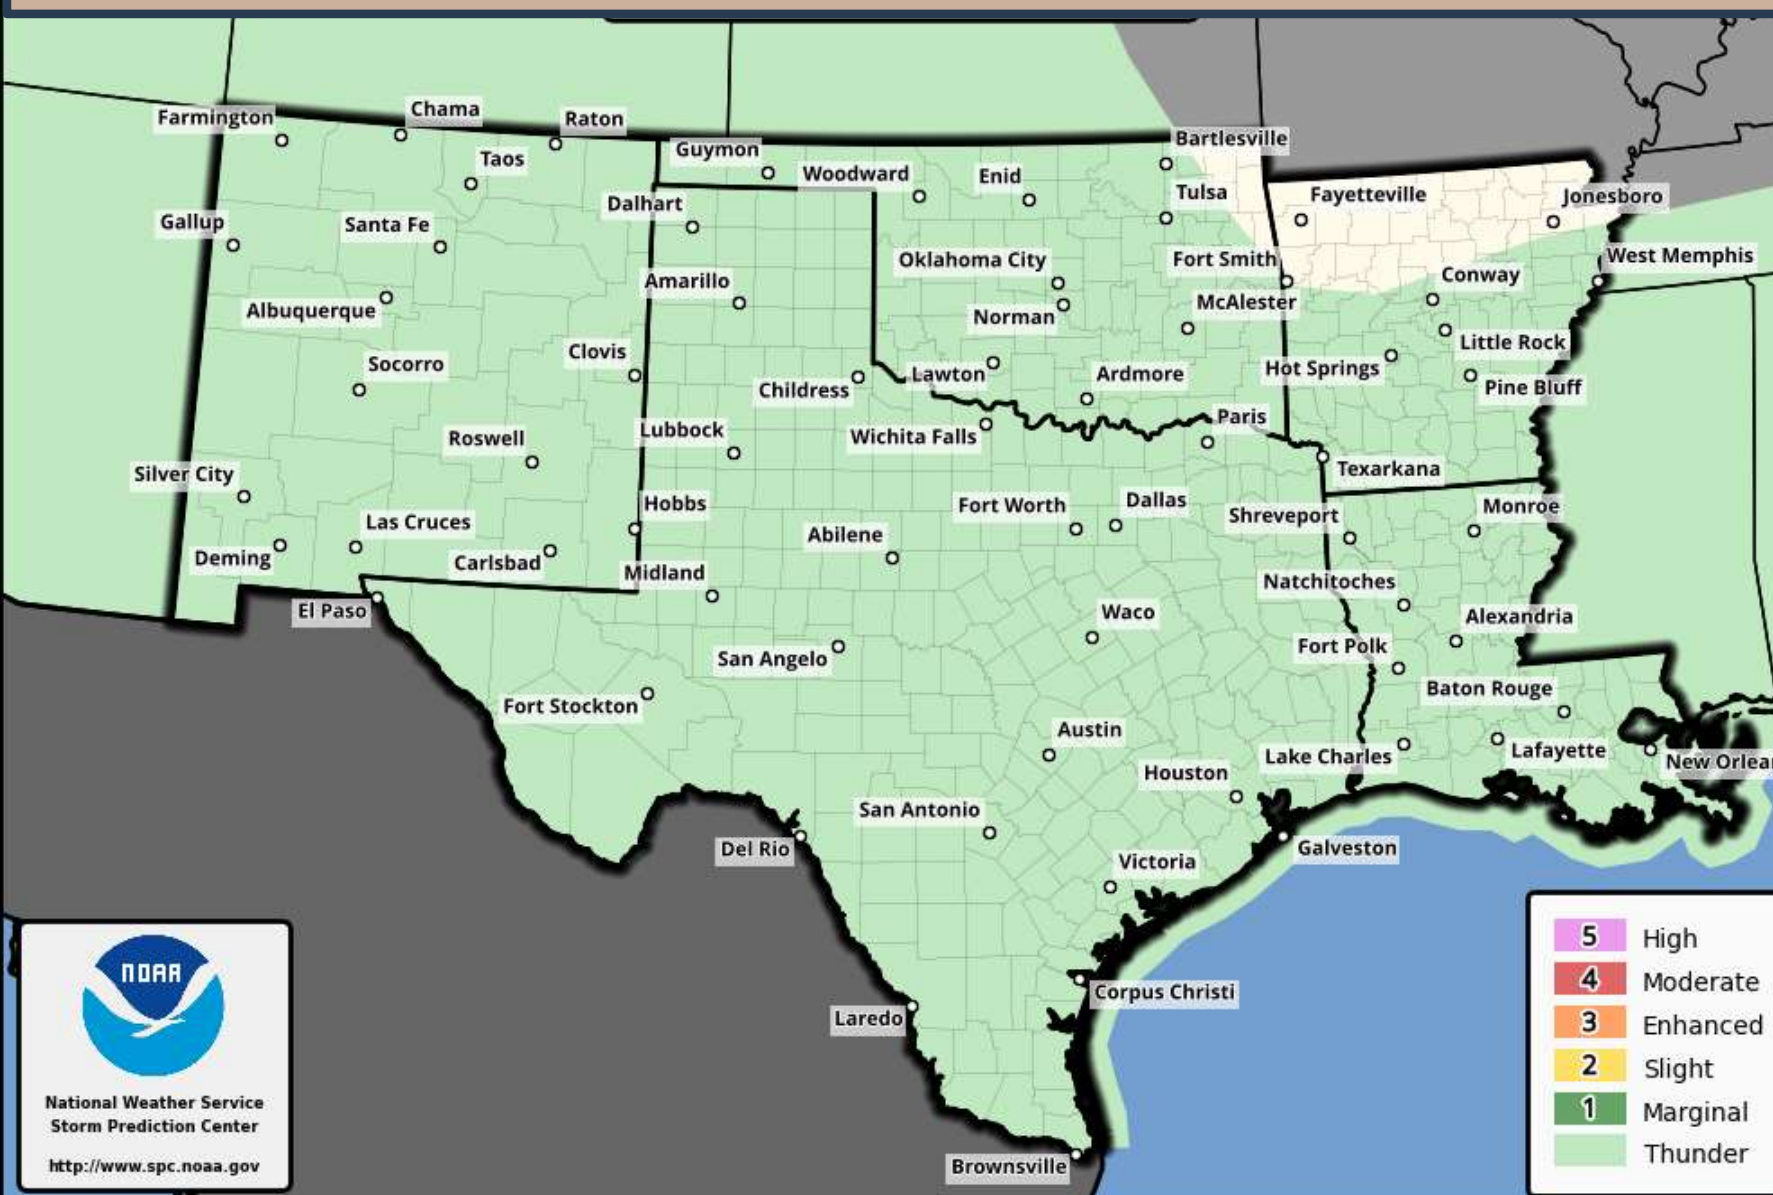 Farmington
Chama
Raton
Guymon
Bartlesville
Taos
Woodward
Enid
Tulsa
Fayetteville
Jonesboro
Gallup
Santa Fe
Dalhart
Oklahoma City
Fort Smith
West Memphis
Amarillo
Conway
Albuquerque
Norman
McAlester
Little Rock
Socorro
Clovis
Childress
Lawton
Ardmore
Hot Springs
Pine Bluff
Roswell
Lubbock
Wichita Falls
Paris
Silver City
Texarkana
Hobbs
Fort Worth
Dallas
Shreveport
Monroe
Las Cruces
Abilene
Deming
Carlsbad
Midland
Natchitoches
El Paso
Waco
Alexandria
San Angelo
Fort Polk
Fort Stockton
Baton Rouge
Austin
Lake Charles
Lafayette
New Orlea
Houston
San Antonio
Del Rio
Galveston
Victoria
Corpus Christi
Laredo
Brownsville
NOAA
National Weather Service
Storm Prediction Center
http://www.spc.noaa.gov
5 High
4 Moderate
3 Enhanced
2 Slight
1 Marginal
Thunder